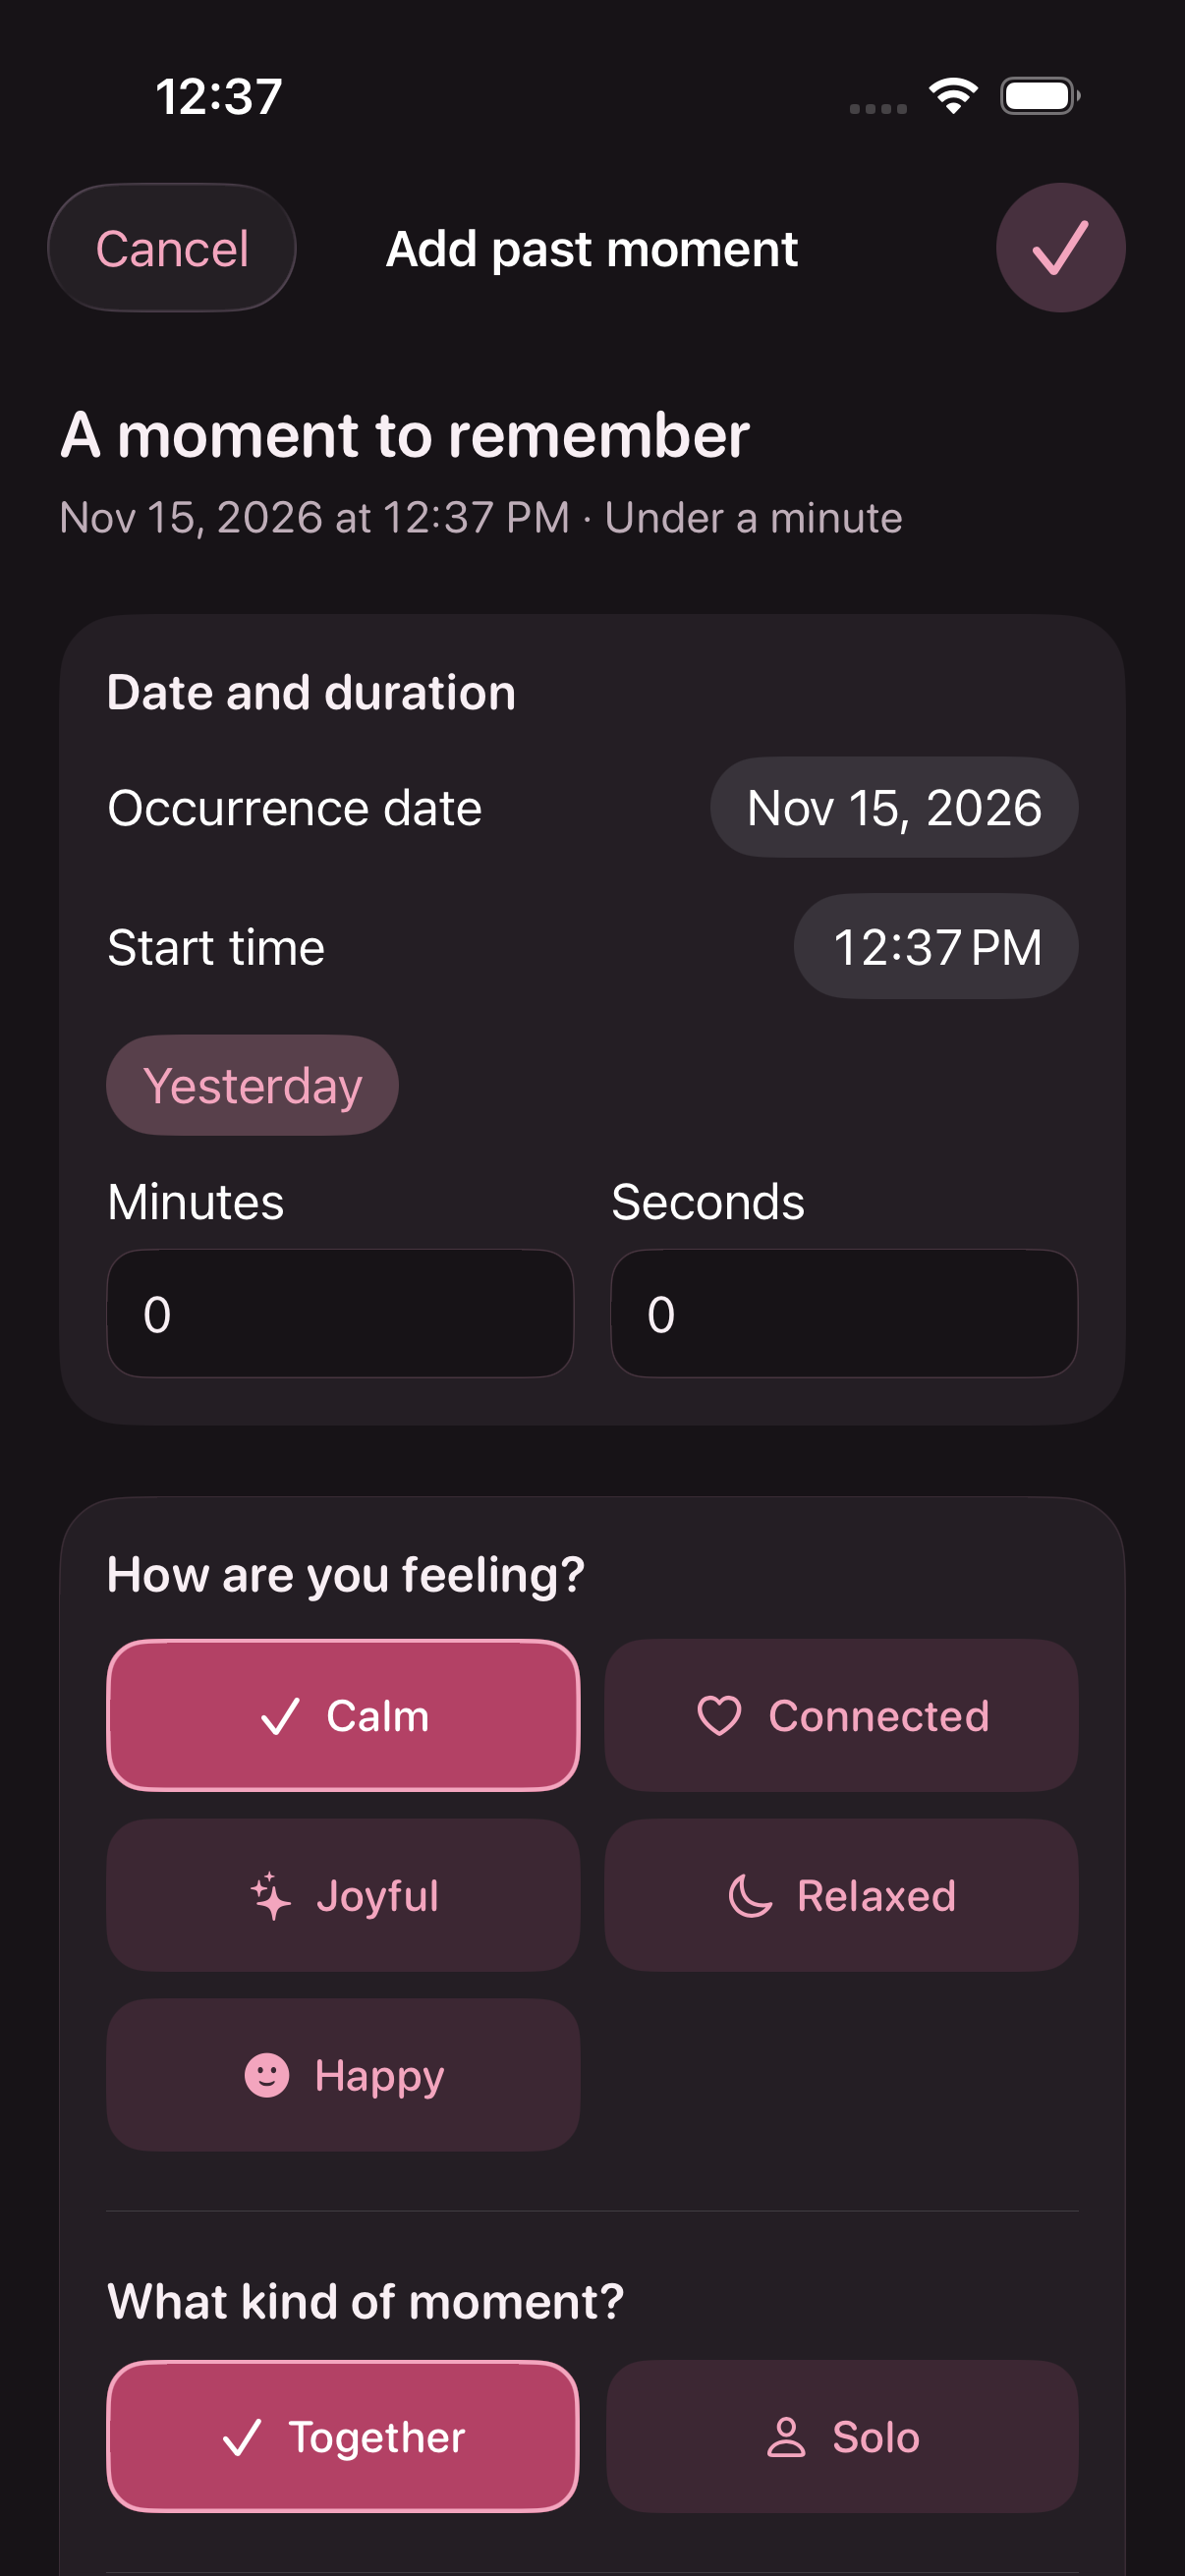 12:37
Cancel
Add past moment
A moment to remember
Nov 15, 2026 at 12:37 PM · Under a minute
Date and duration
Occurrence date
Nov 15, 2026
Start time
12:37 PM
Yesterday
Minutes
Seconds
0
0
How are you feeling?
Calm
Connected
Joyful
Relaxed
Happy
What kind of moment?
Together
Solo